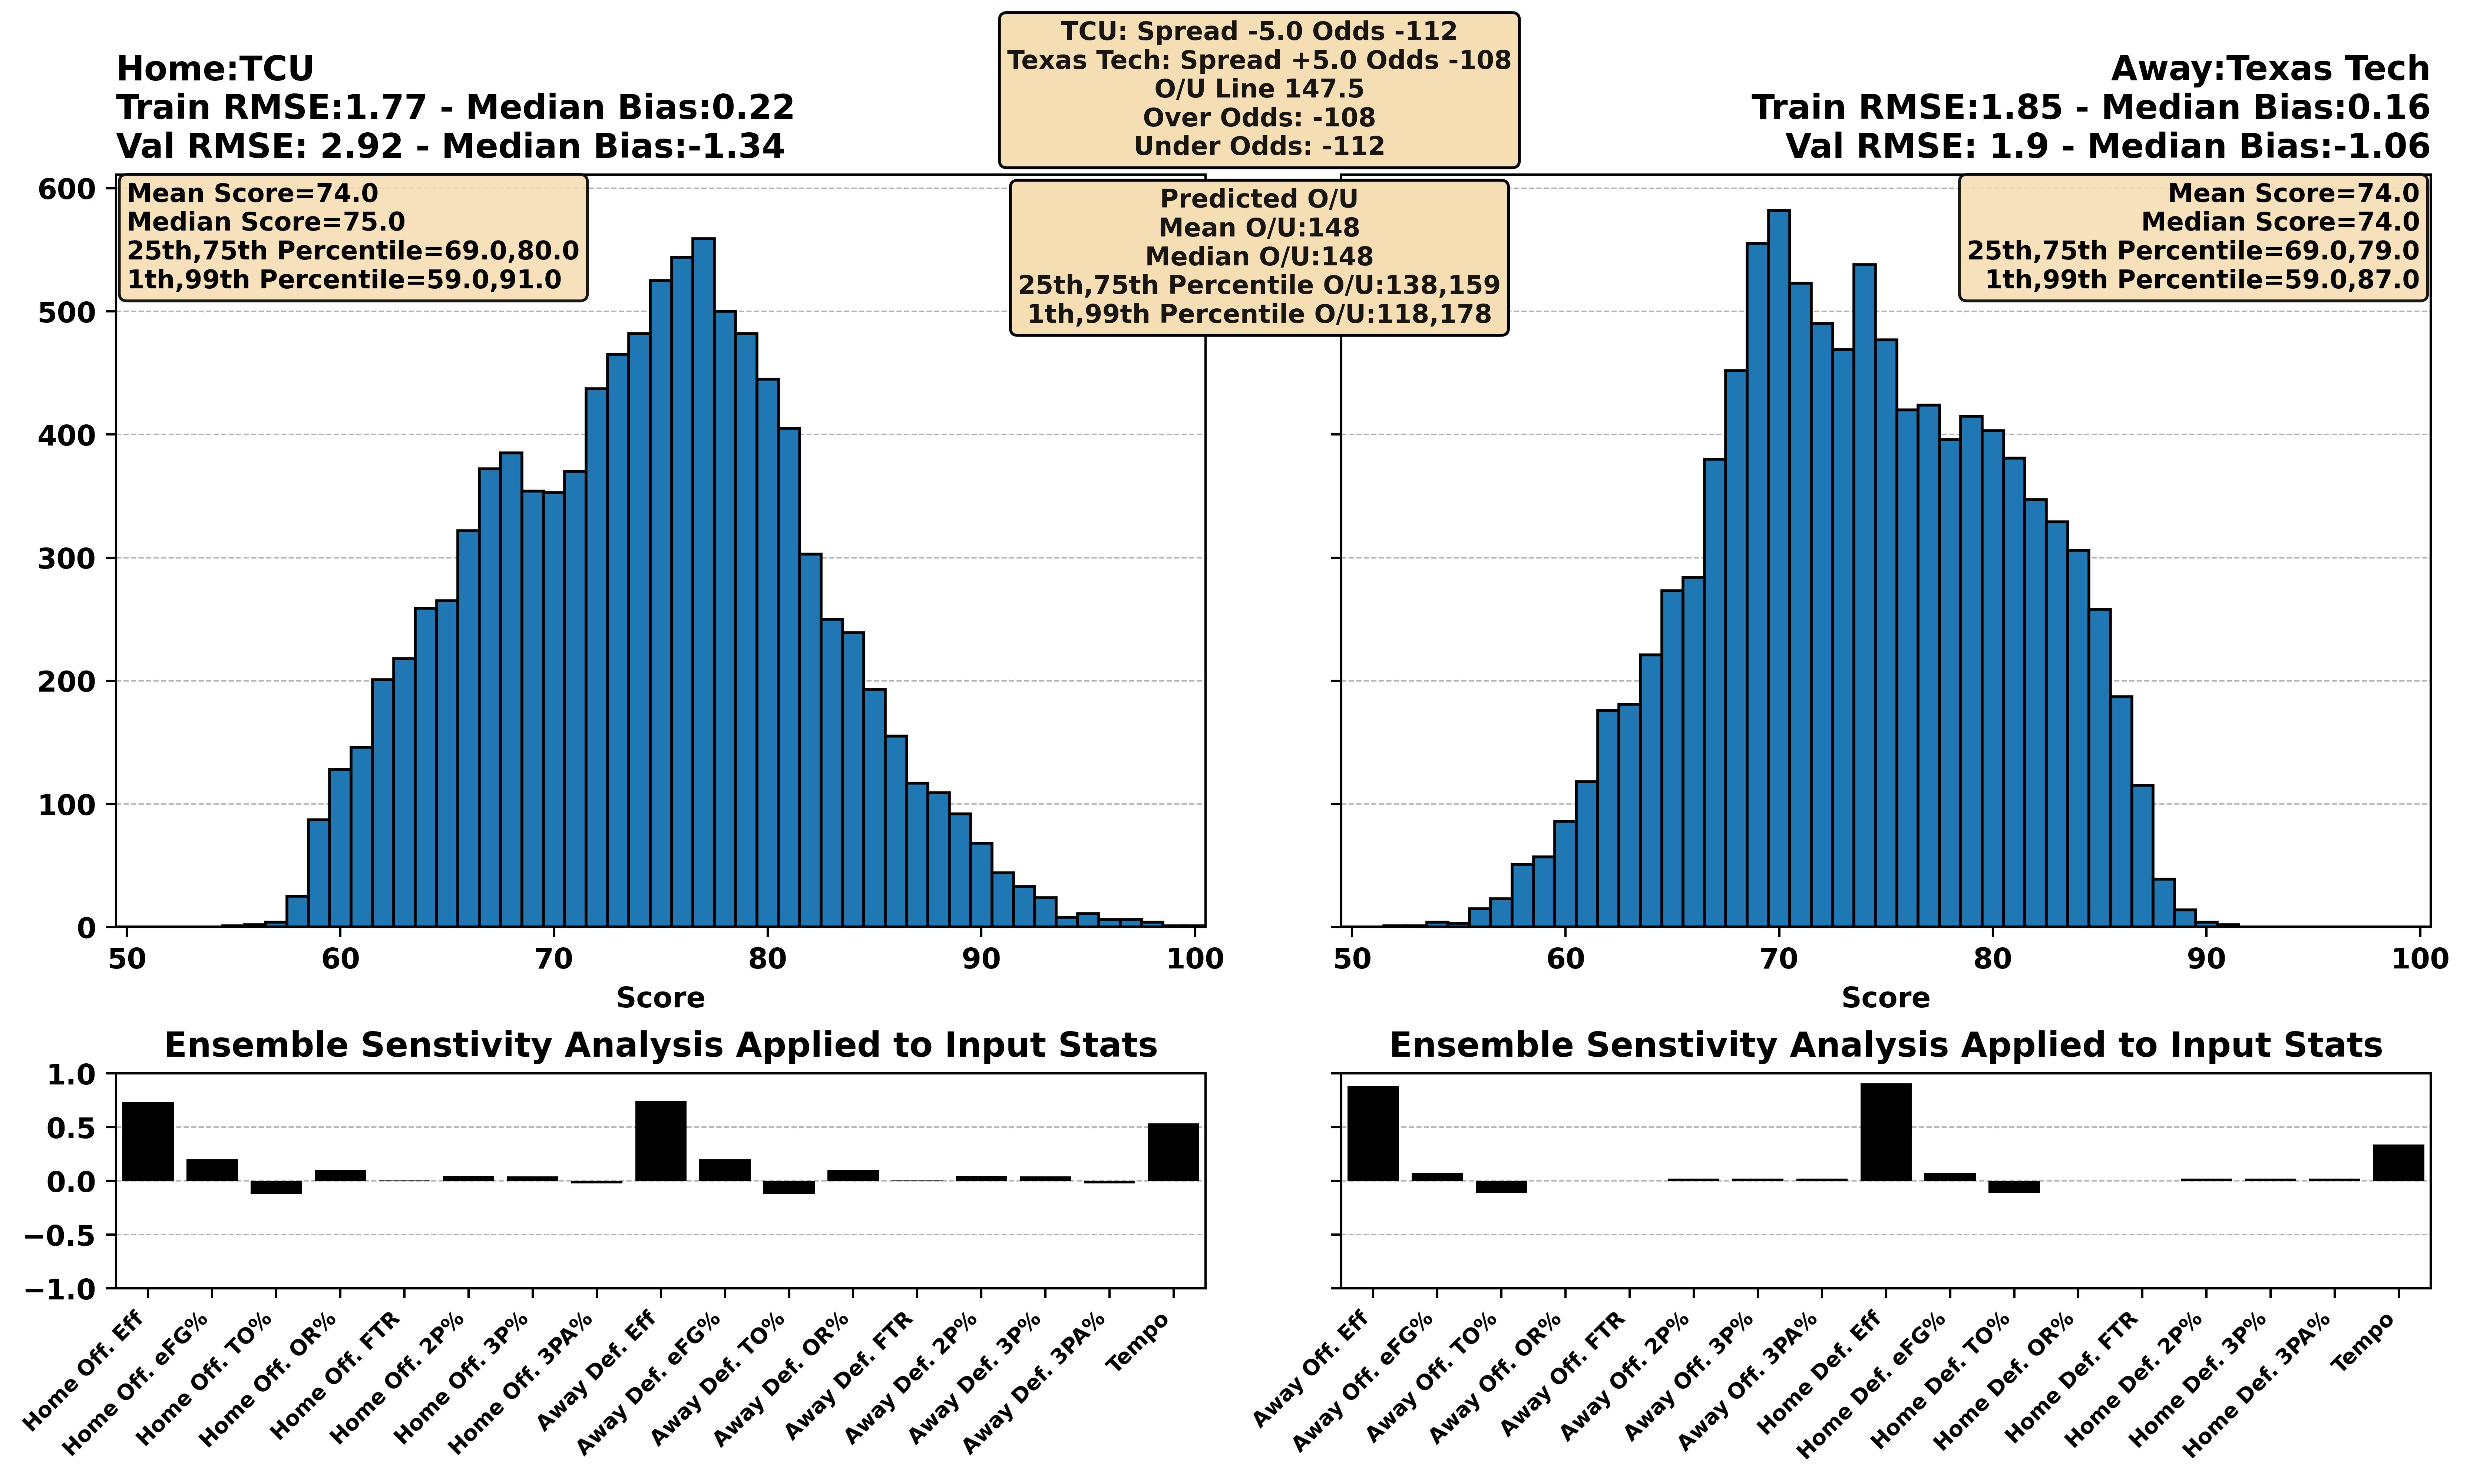 TCU: Spread -5.0 Odds -112
Texas Tech: Spread +5.0 Odds -108
O/U Line 147.5
Over Odds: -108
Under Odds: -112
Home:TCU
Train RMSE:1.77 - Median Bias:0.22
Val RMSE: 2.92 - Median Bias:-1.34
Away:Texas Tech
Train RMSE:1.85 - Median Bias:0.16
Val RMSE: 1.9 - Median Bias:-1.06
Mean Score=74.0
Median Score=75.0
25th,75th Percentile=69.0,80.0
1th,99th Percentile=59.0,91.0
Predicted O/U
Mean O/U:148
Median O/U:148
25th,75th Percentile O/U:138,159
1th,99th Percentile O/U:118,178
Mean Score=74.0
Median Score=74.0
25th,75th Percentile=69.0,79.0
1th,99th Percentile=59.0,87.0
600
500
400
300
200
100
0
50 60 70 80 90 100
Score
50 60 70 80 90 100
Score
Ensemble Senstivity Analysis Applied to Input Stats
1.0
0.5
0.0
−0.5
−1.0
Home Off. Eff
Home Off. eFG%
Home Off. TO%
Home Off. OR%
Home Off. FTR
Home Off. 2P%
Home Off. 3P%
Home Off. 3PA%
Away Def. Eff
Away Def. eFG%
Away Def. TO%
Away Def. OR%
Away Def. FTR
Away Def. 2P%
Away Def. 3P%
Away Def. 3PA%
Tempo
Ensemble Senstivity Analysis Applied to Input Stats
Away Off. Eff
Away Off. eFG%
Away Off. TO%
Away Off. OR%
Away Off. FTR
Away Off. 2P%
Away Off. 3P%
Away Off. 3PA%
Home Def. Eff
Home Def. eFG%
Home Def. TO%
Home Def. OR%
Home Def. FTR
Home Def. 2P%
Home Def. 3P%
Home Def. 3PA%
Tempo